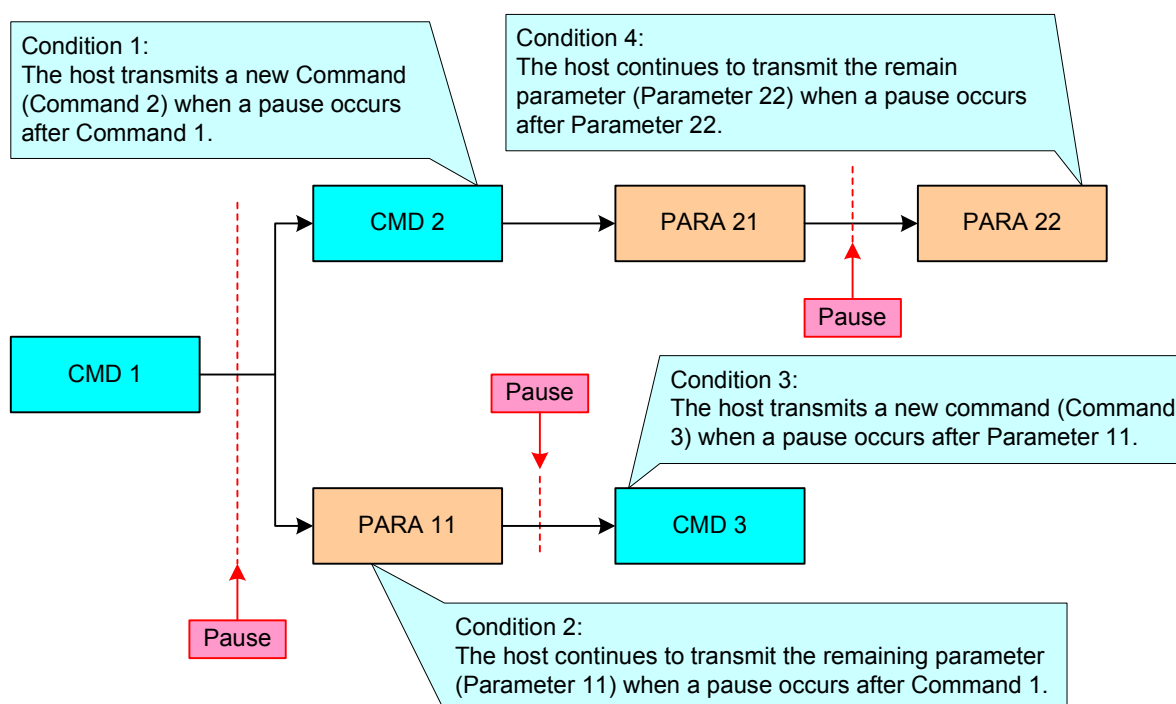 Condition 1:
The host transmits a new Command
(Command 2) when a pause occurs
after Command 1.
Condition 4:
The host continues to transmit the remain
parameter (Parameter 22) when a pause occurs
after Parameter 22.
CMD 2
PARA 21
PARA 22
Pause
CMD 1
Pause
Condition 3:
The host transmits a new command (Command
3) when a pause occurs after Parameter 11.
PARA 11
CMD 3
Pause
Condition 2:
The host continues to transmit the remaining parameter
(Parameter 11) when a pause occurs after Command 1.